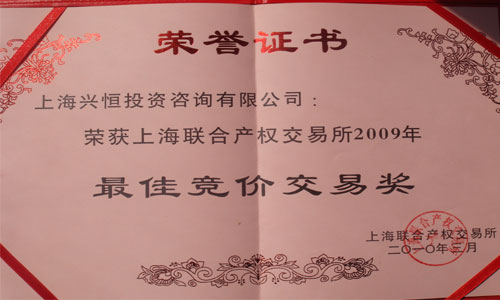 荣誉证书
上海兴恒投资咨询有限公司：
荣获上海联合产权交易所2009年
最佳竞价交易奖
上海联合产权交易所
二〇一〇年三月